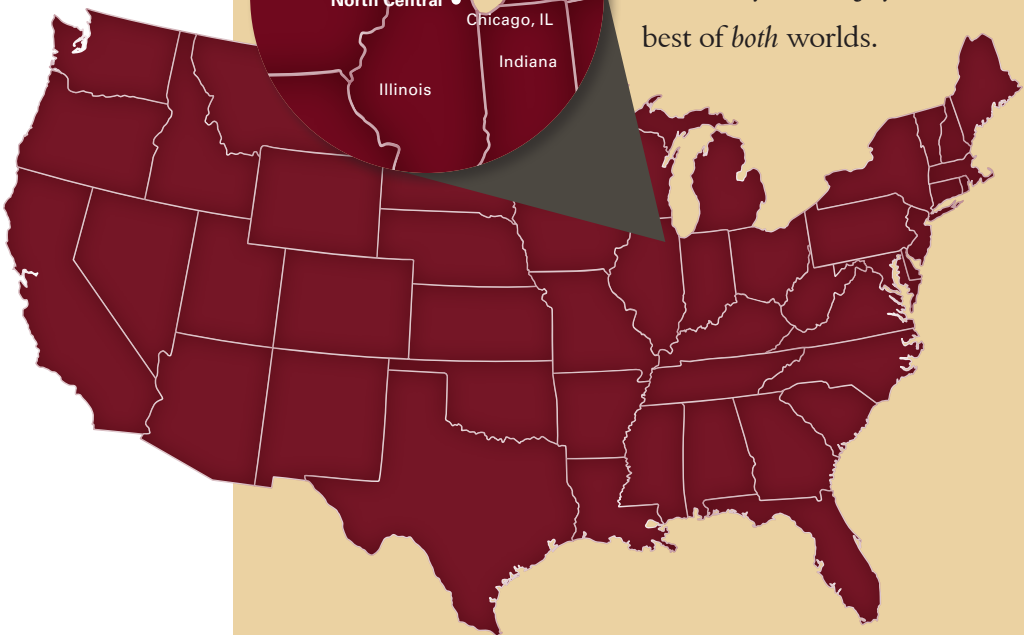 North Central
Chicago, IL
Indiana
Illinois
best of both worlds.